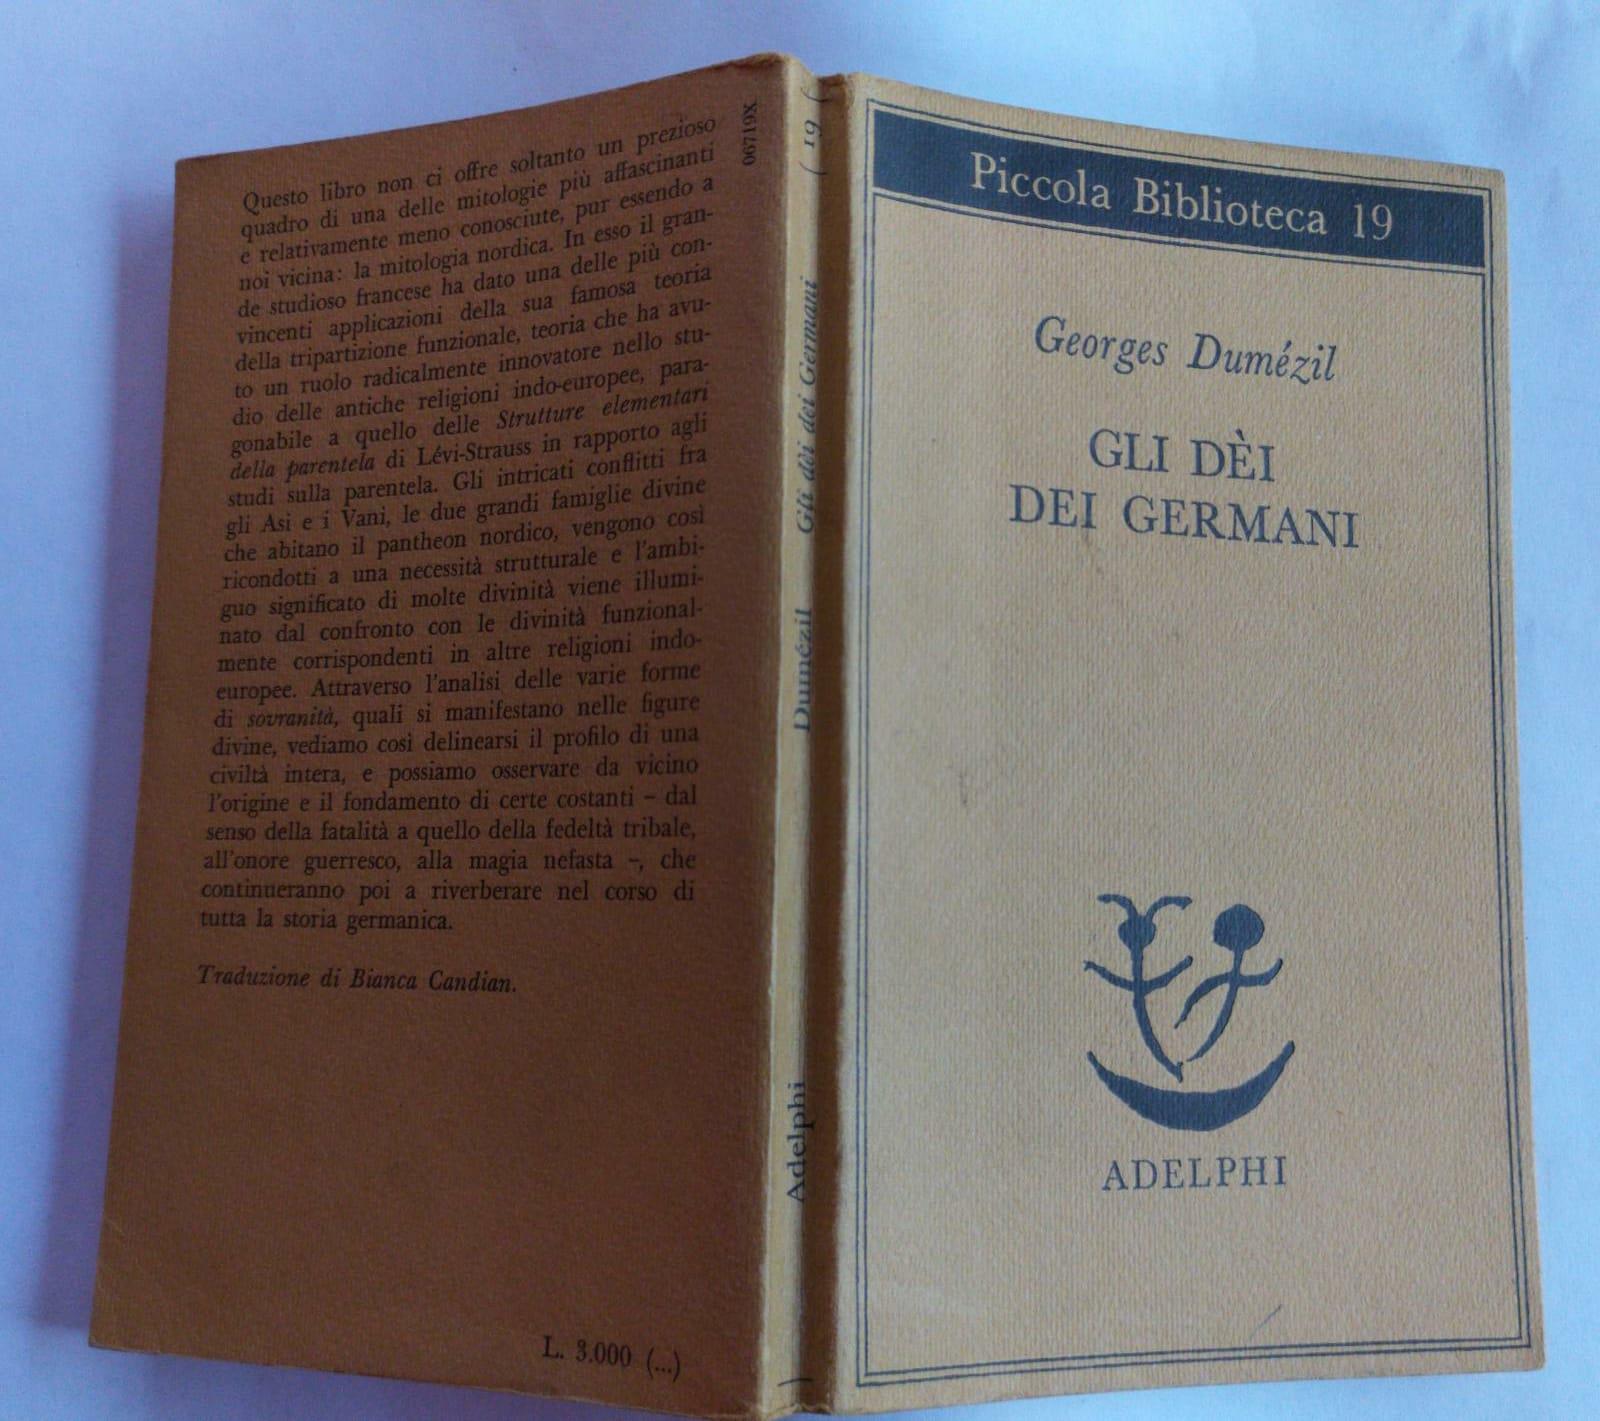 Questo libro non ci offre soltanto un prezioso
quadro di una delle mitologie più affascinanti
e relativamente meno conosciute, pur essendo a
noi vicina: la mitologia nordica. In esso il gran-
de studioso francese ha dato una delle più con-
vincenti applicazioni della sua famosa teoria
della tripartizione funzionale, teoria che ha avu-
to un ruolo radicalmente innovatore nello stu-
dio delle antiche religioni indo-europee, para-
gonabile a quello delle Strutture elementari
della parentela di Lévi-Strauss in rapporto agli
studi sulla parentela. Gli intricati conflitti fra
gli Asi e i Vani, le due grandi famiglie divine
che abitano il pantheon nordico, vengono così
ricondotti a una necessità strutturale e l'ambi-
guo significato di molte divinità viene illumi-
nato dal confronto con le divinità funzional-
mente corrispondenti in altre religioni indo-
europee. Attraverso l'analisi delle varie forme
di sovranità, quali si manifestano nelle figure
divine, vediamo così delinearsi il profilo di una
civiltà intera, e possiamo osservare da vicino
l'origine e il fondamento di certe costanti – dal
senso della fatalità a quello della fedeltà tribale,
all'onore guerresco, alla magia nefasta –, che
continueranno poi a riverberare nel corso di
tutta la storia germanica.
Traduzione di Bianca Candian.
L. 3.000 (...)
06719X
Adelphi Dumézil Gli dèi dei Germani ( 19 (
Piccola Biblioteca 19
Georges Dumézil
GLI DÈI
DEI GERMANI
ADELPHI